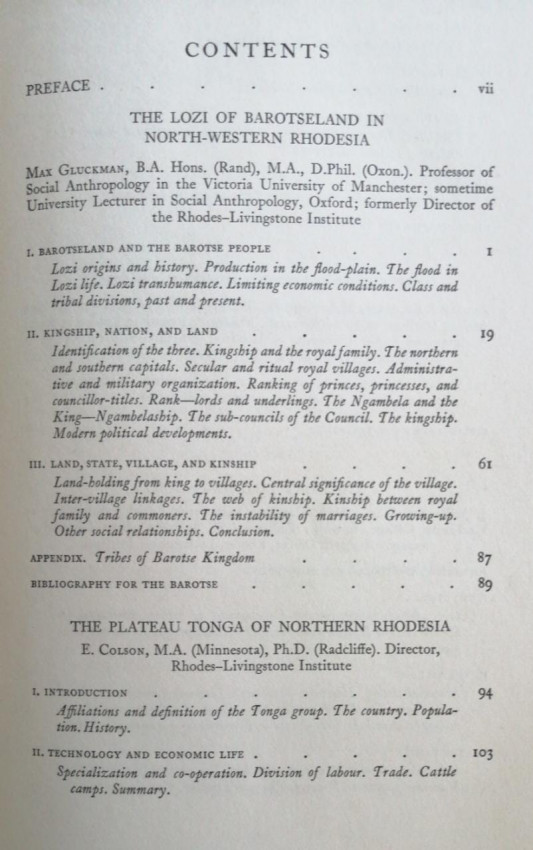 CONTENTS
PREFACE . . . . . . . . vii
THE LOZI OF BAROTSELAND IN
NORTH-WESTERN RHODESIA
MAX GLUCKMAN, B.A. Hons. (Rand), M.A., D.Phil. (Oxon.). Professor of
Social Anthropology in the Victoria University of Manchester; sometime
University Lecturer in Social Anthropology, Oxford; formerly Director of
the Rhodes–Livingstone Institute
I. BAROTSELAND AND THE BAROTSE PEOPLE . . . . 1
Lozi origins and history. Production in the flood-plain. The flood in
Lozi life. Lozi transhumance. Limiting economic conditions. Class and
tribal divisions, past and present.
II. KINGSHIP, NATION, AND LAND . . . . . 19
Identification of the three. Kingship and the royal family. The northern
and southern capitals. Secular and ritual royal villages. Administra-
tive and military organization. Ranking of princes, princesses, and
councillor-titles. Rank—lords and underlings. The Ngambela and the
King—Ngambelaship. The sub-councils of the Council. The kingship.
Modern political developments.
III. LAND, STATE, VILLAGE, AND KINSHIP . . . . 61
Land-holding from king to villages. Central significance of the village.
Inter-village linkages. The web of kinship. Kinship between royal
family and commoners. The instability of marriages. Growing-up.
Other social relationships. Conclusion.
APPENDIX. Tribes of Barotse Kingdom . . . . 87
BIBLIOGRAPHY FOR THE BAROTSE . . . . . 89
THE PLATEAU TONGA OF NORTHERN RHODESIA
E. COLSON, M.A. (Minnesota), Ph.D. (Radcliffe). Director,
Rhodes–Livingstone Institute
I. INTRODUCTION . . . . . . . 94
Affiliations and definition of the Tonga group. The country. Popula-
tion. History.
II. TECHNOLOGY AND ECONOMIC LIFE . . . . . 103
Specialization and co-operation. Division of labour. Trade. Cattle
camps. Summary.